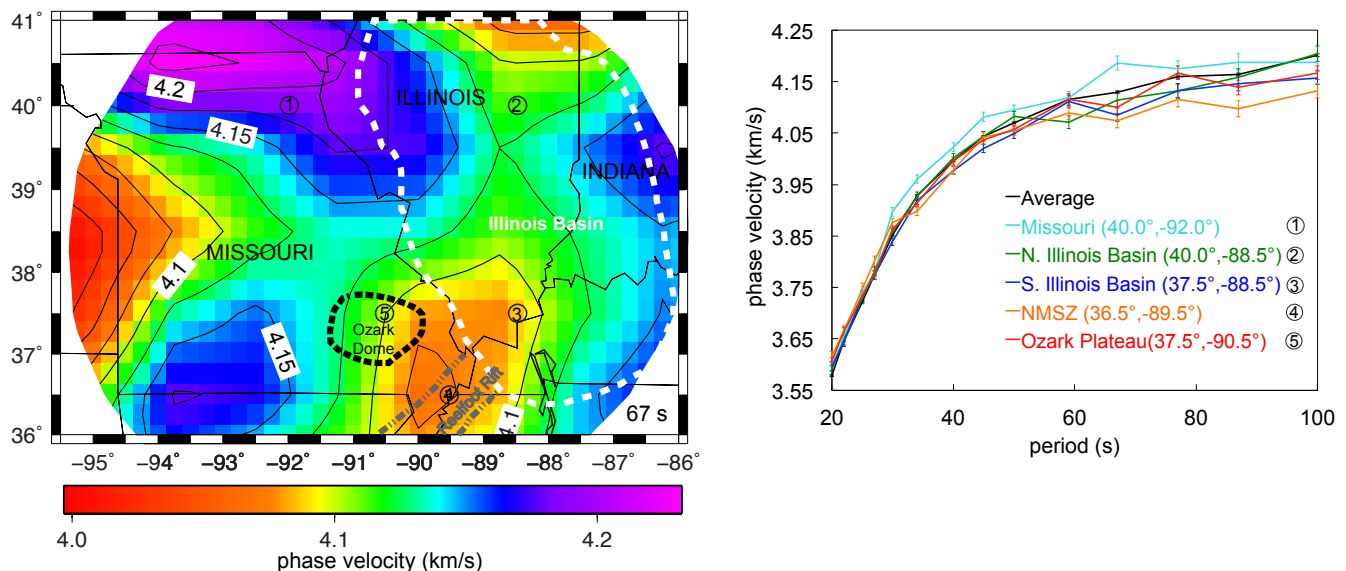 41°
40°
39°
38°
37°
36°
4.2
4.15
①
ILLINOIS
②
INDIANA
Illinois Basin
MISSOURI
4.1
⑤
③
Ozark
Dome
4.15
④
Reelfoot Rift
4.1
67 s
−95° −94° −93° −92° −91° −90° −89° −88° −87° −86°
4.0 4.1 4.2
phase velocity (km/s)
4.25
4.15
4.05
3.95
3.85
3.75
3.65
3.55
phase velocity (km/s)
Average
Missouri (40.0°,-92.0°) ①
N. Illinois Basin (40.0°,-88.5°) ②
S. Illinois Basin (37.5°,-88.5°) ③
NMSZ (36.5°,-89.5°) ④
Ozark Plateau(37.5°,-90.5°) ⑤
20 40 60 80 100
period (s)